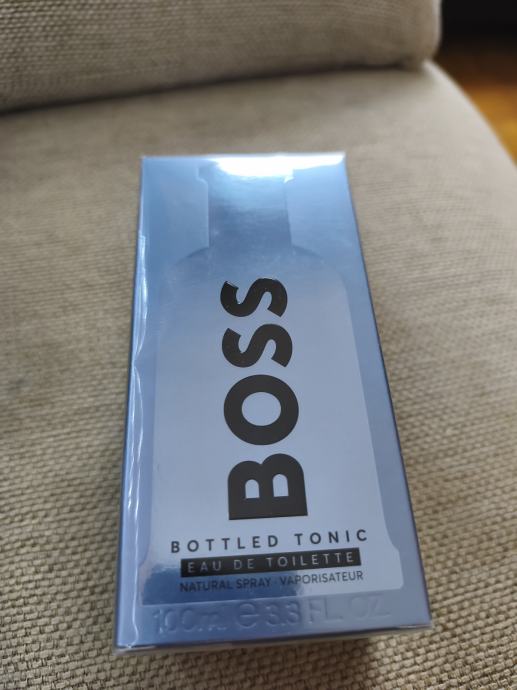 BOSS
BOTTLED TONIC
EAU DE TOILETTE
NATURAL SPRAY · VAPORISATEUR
100ml ℮ 3.3 FL. OZ